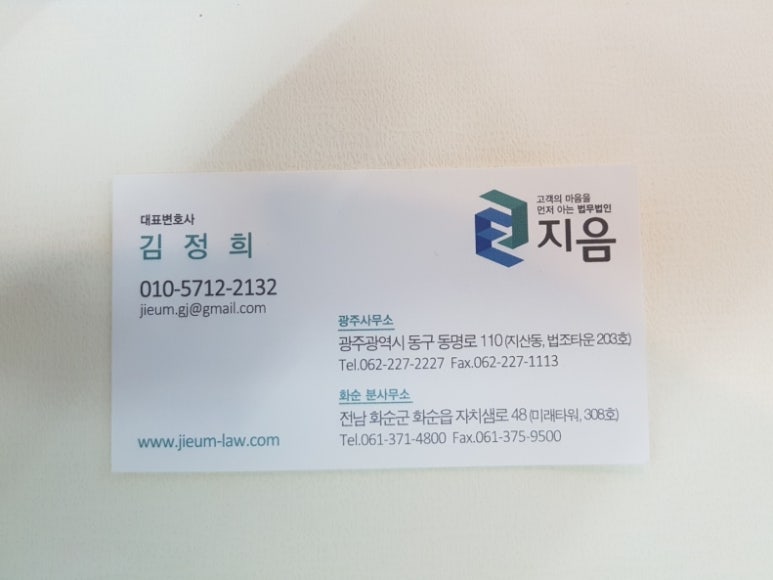 대표변호사
김 정 희
010-5712-2132
jieum.gj@gmail.com
www.jieum-law.com
고객의 마음을
먼저 아는 법무법인
지음
광주사무소
광주광역시 동구 동명로 110 (지산동, 법조타운 203호)
Tel.062-227-2227 Fax.062-227-1113
화순 분사무소
전남 화순군 화순읍 자치샘로 48 (미래타워, 308호)
Tel.061-371-4800 Fax.061-375-9500